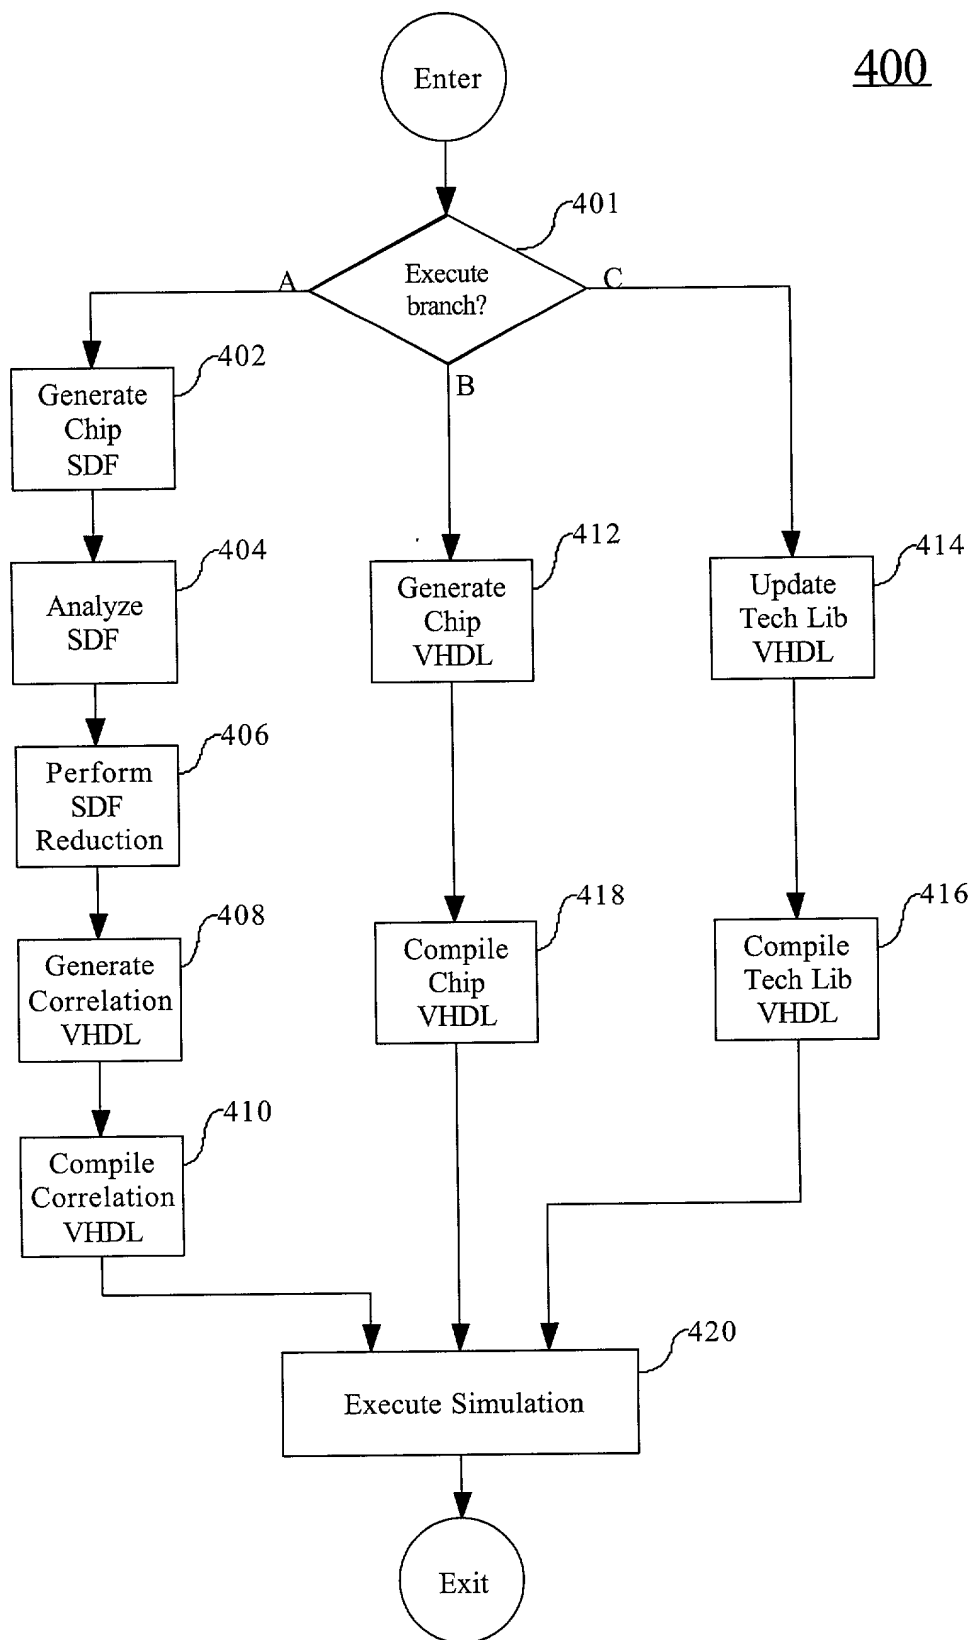 Enter
400
401
Execute
branch?
A
C
B
402
Generate
Chip
SDF
404
Analyze
SDF
412
Generate
Chip
VHDL
414
Update
Tech Lib
VHDL
406
Perform
SDF
Reduction
408
Generate
Correlation
VHDL
418
Compile
Chip
VHDL
416
Compile
Tech Lib
VHDL
410
Compile
Correlation
VHDL
420
Execute Simulation
Exit